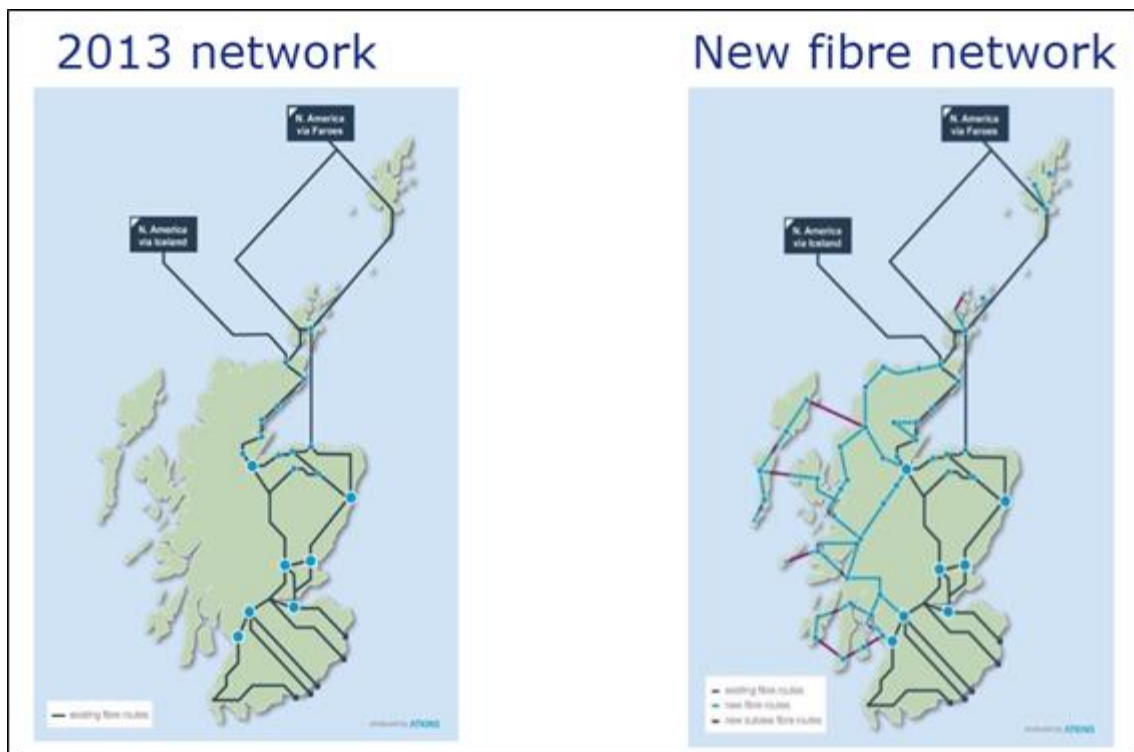 2013 network
New fibre network
N. America
via Faroes
N. America
via Iceland
existing fibre routes
ATKINS
N. America
via Faroes
N. America
via Iceland
existing fibre routes
new fibre routes
new subsea fibre routes
ATKINS